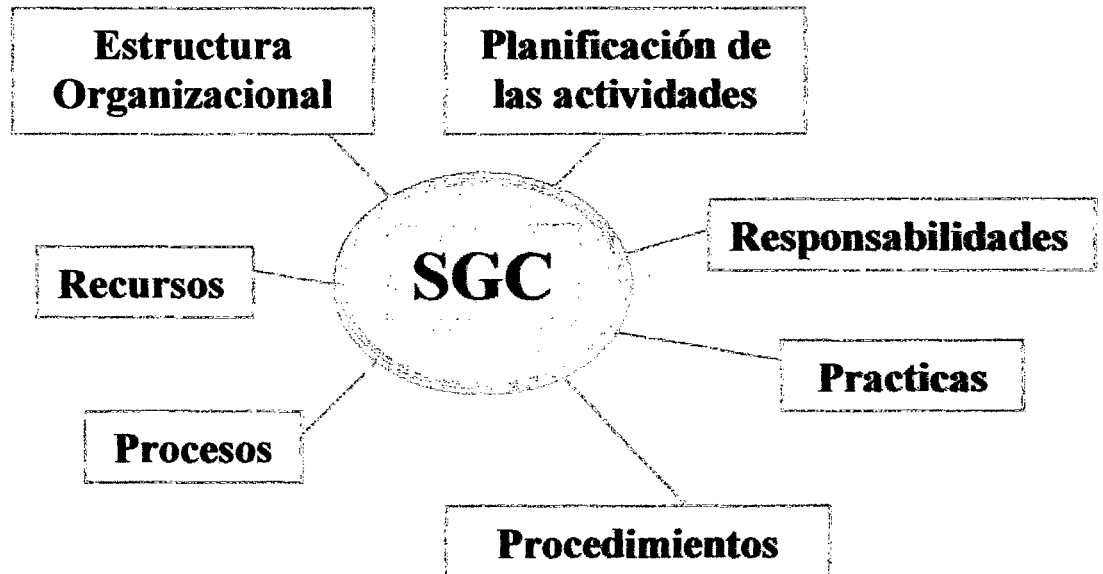 Estructura
Organizacional
Planificación de
las actividades
Responsabilidades
SGC
Recursos
Practicas
Procesos
Procedimientos